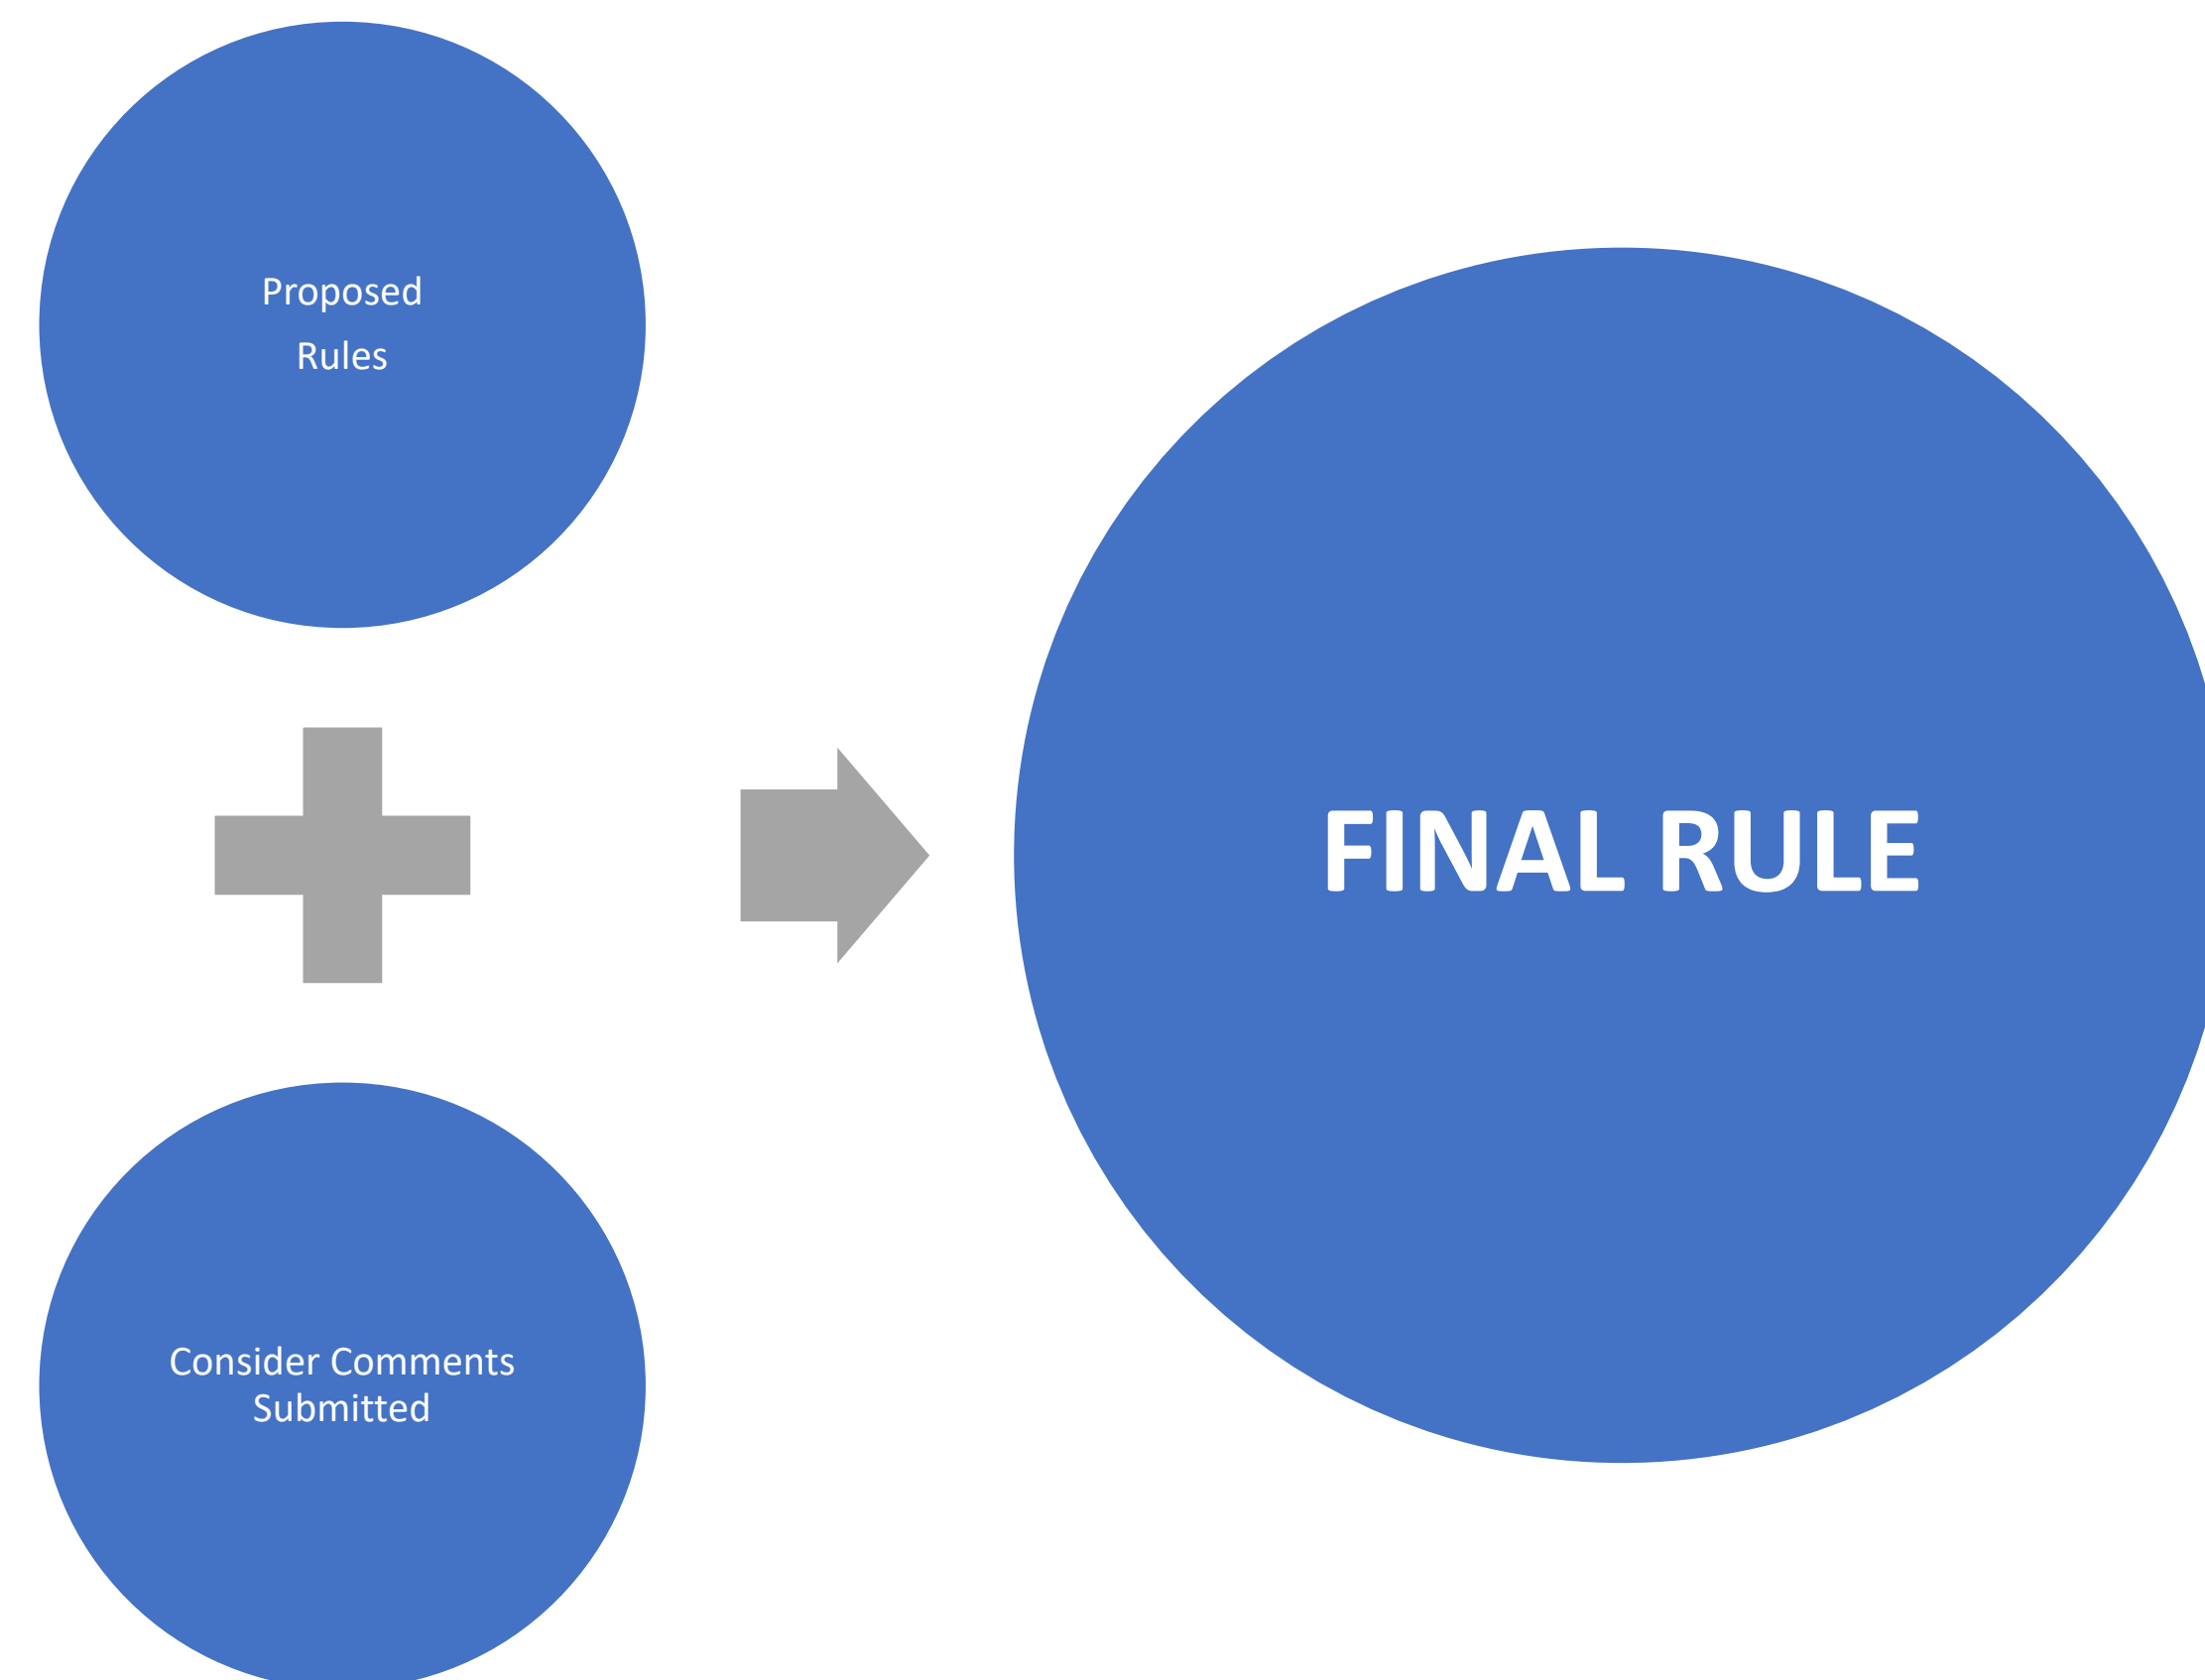 Proposed
Rules
Consider Comments
Submitted
FINAL RULE